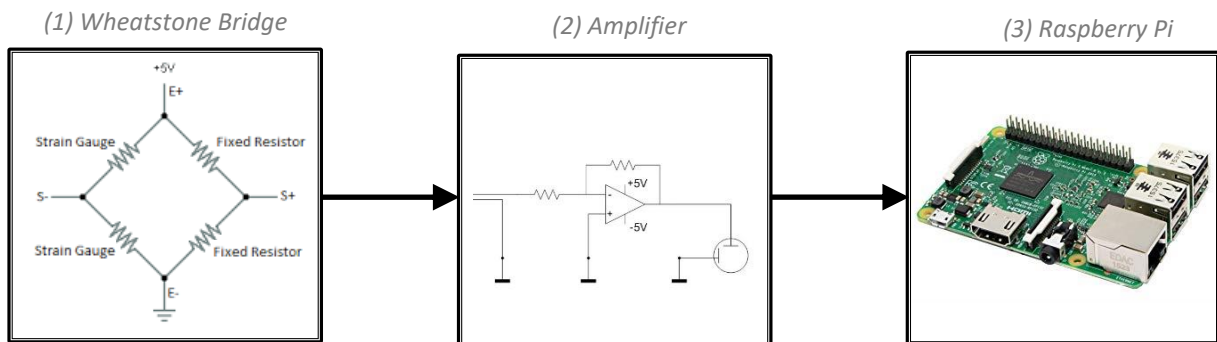 (1) Wheatstone Bridge
(2) Amplifier
(3) Raspberry Pi
+5V
E+
Strain Gauge
Fixed Resistor
S-
S+
Strain Gauge
Fixed Resistor
E-
+5V
-
+
-5V
EDAC